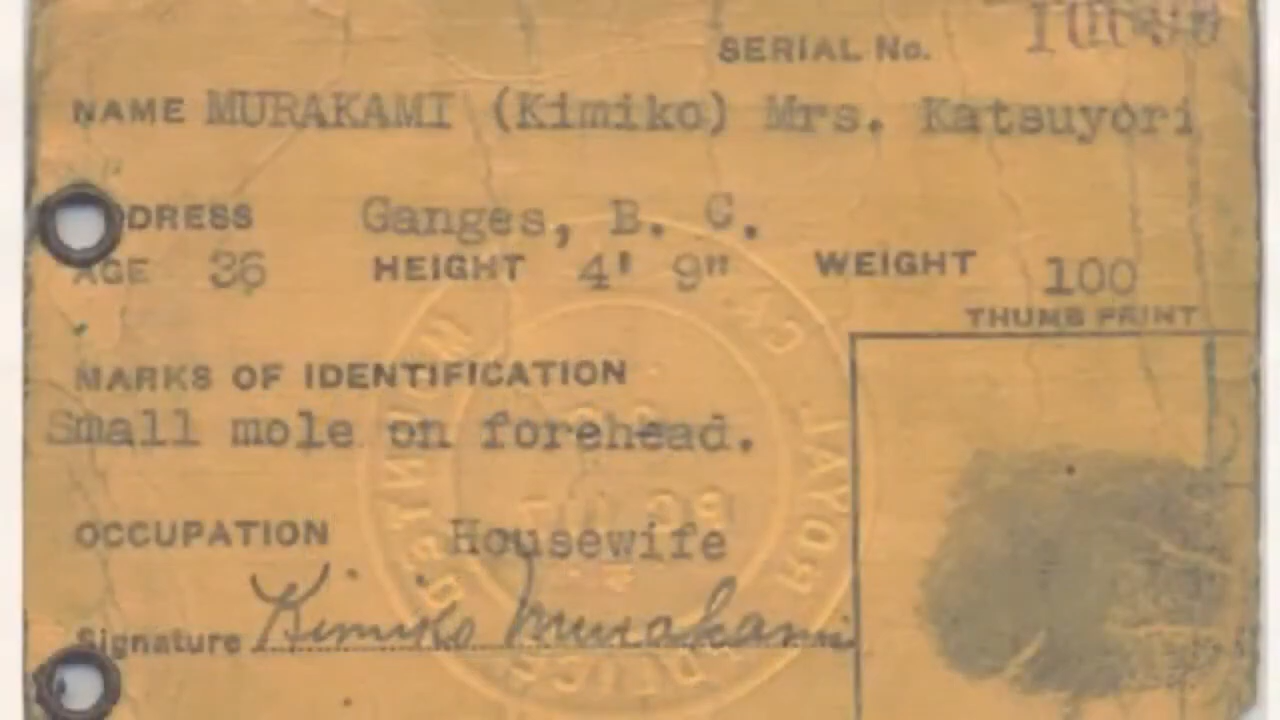 SERIAL No.
NAME MURAKAMI (Kimiko) Mrs. Katsuyori
DDRESS Ganges, B. C.
AGE 36 HEIGHT 4' 9" WEIGHT 100
THUMB PRINT
MARKS OF IDENTIFICATION
Small mole on forehead.
OCCUPATION Housewife
Signature Kimiko Murakami